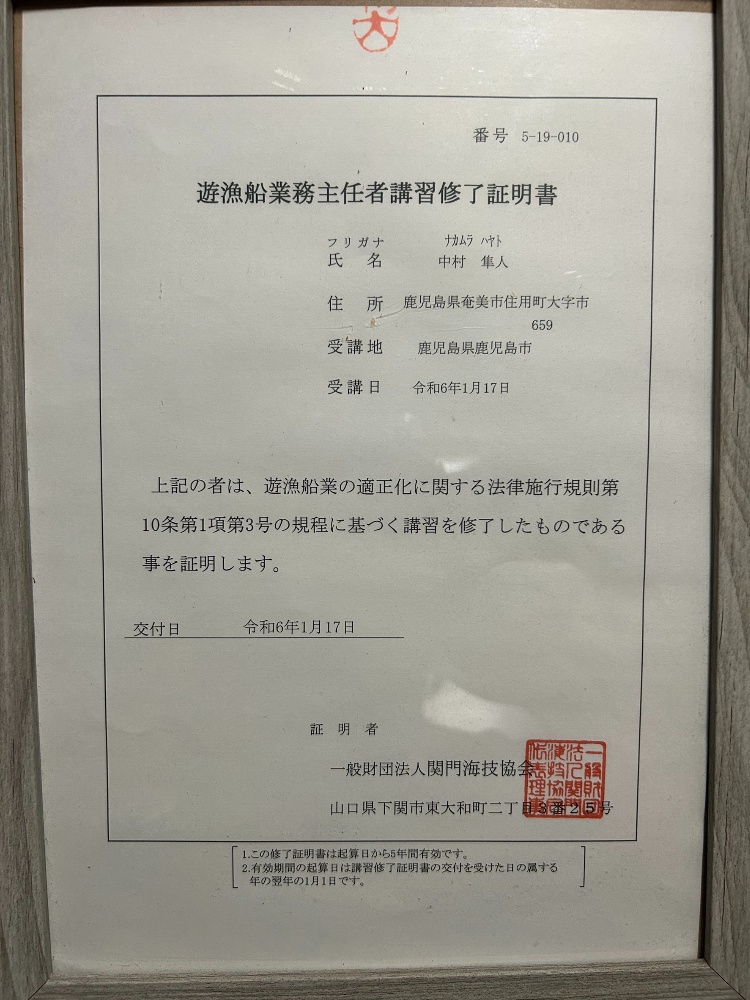 番号 5-19-010
遊漁船業務主任者講習修了証明書
フリガナ ﾅｶﾑﾗ ﾊﾔﾄ
氏 名 中村 隼人
住 所 鹿児島県奄美市住用町大字市
659
受講地 鹿児島県鹿児島市
受講日 令和6年1月17日
上記の者は、遊漁船業の適正化に関する法律施行規則第
10条第1項第3号の規程に基づく講習を修了したものである
事を証明します。
交付日 令和6年1月17日
証 明 者
一般財団法人関門海技協会
山口県下関市東大和町二丁目3番25号
1.この修了証明書は起算日から5年間有効です。
2.有効期間の起算日は講習修了証明書の交付を受けた日の属する
年の翌年の1月1日です。